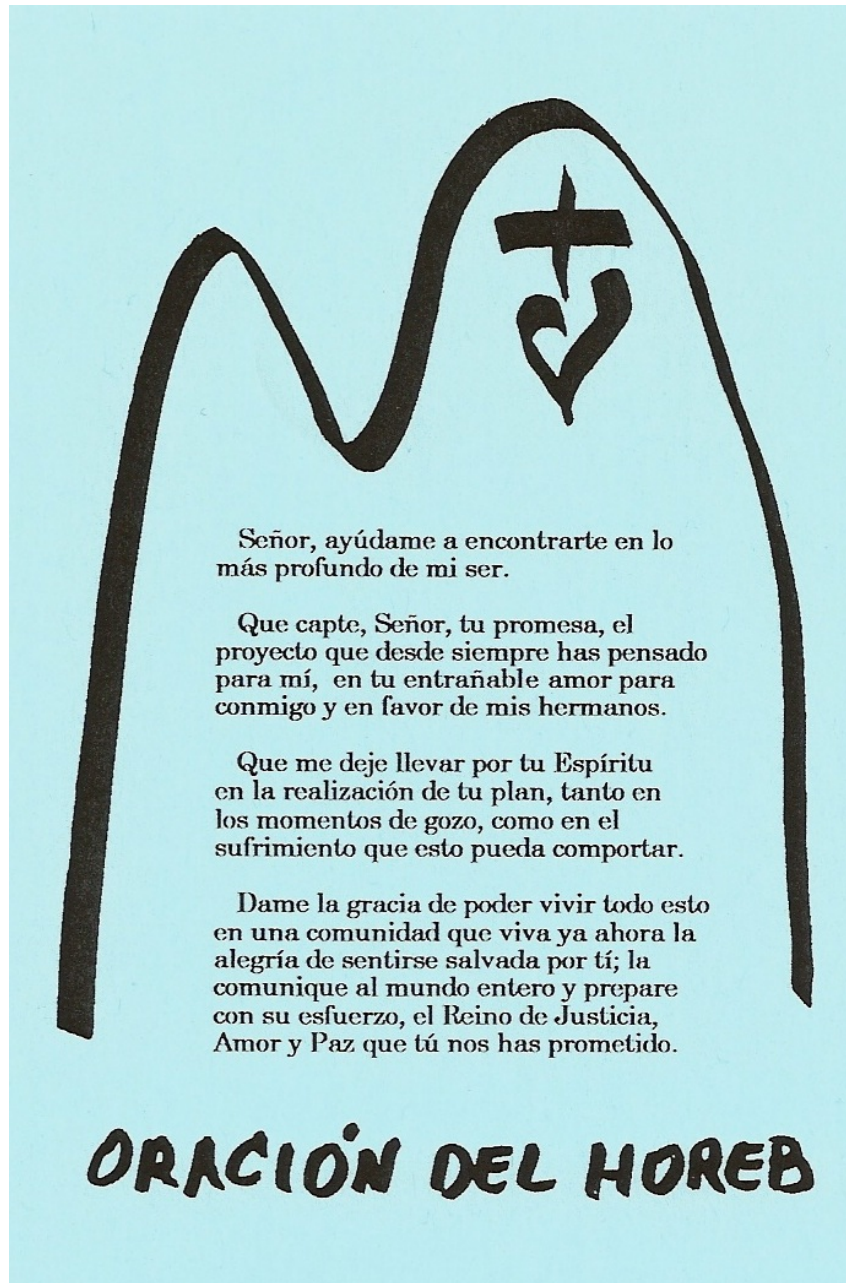 Señor, ayúdame a encontrarte en lo
más profundo de mi ser.
Que capte, Señor, tu promesa, el
proyecto que desde siempre has pensado
para mí, en tu entrañable amor para
conmigo y en favor de mis hermanos.
Que me deje llevar por tu Espíritu
en la realización de tu plan, tanto en
los momentos de gozo, como en el
sufrimiento que esto pueda comportar.
Dame la gracia de poder vivir todo esto
en una comunidad que viva ya ahora la
alegría de sentirse salvada por tí; la
comunique al mundo entero y prepare
con su esfuerzo, el Reino de Justicia,
Amor y Paz que tú nos has prometido.
ORACIÓN DEL HOREB